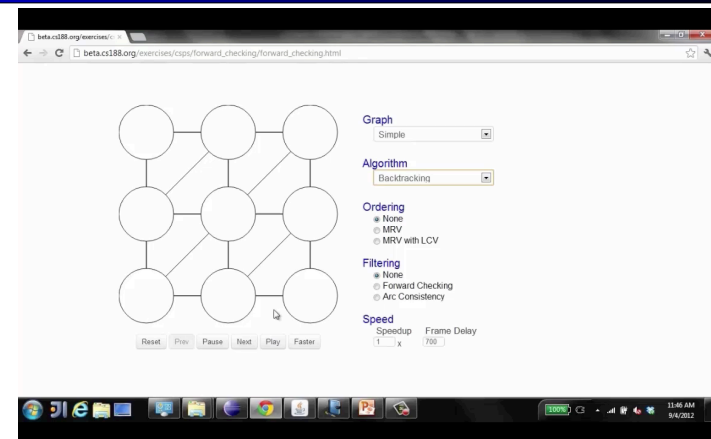 beta.cs188.org/exercises/cs
beta.cs188.org/exercises/csps/forward_checking/forward_checking.html
Graph
Simple
Algorithm
Backtracking
Ordering
None
MRV
MRV with LCV
Filtering
None
Forward Checking
Arc Consistency
Speed
Speedup Frame Delay
1 x 700
Reset Prev Pause Next Play Faster
100%
11:46 AM
9/4/2012